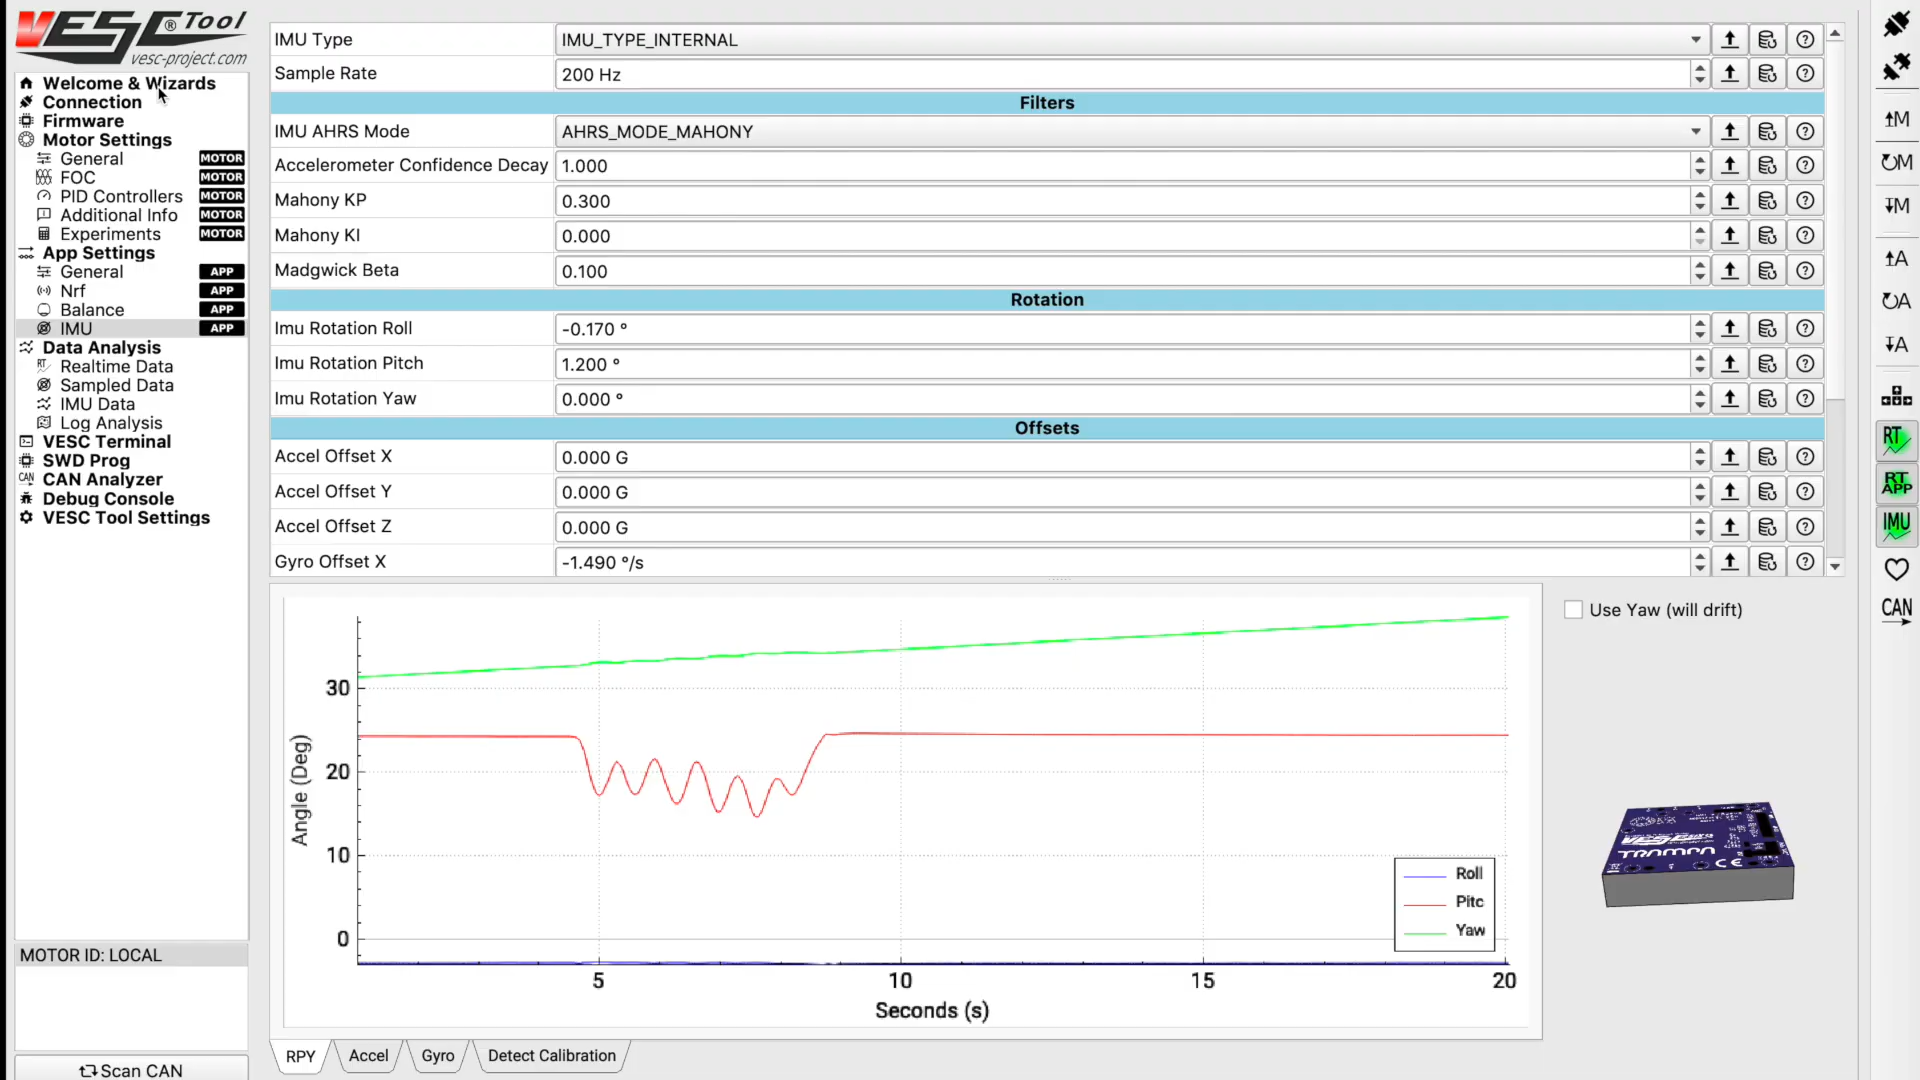 VESC® Tool
vesc-project.com
Welcome & Wizards
Connection
Firmware
Motor Settings
General MOTOR
FOC MOTOR
PID Controllers MOTOR
Additional Info MOTOR
Experiments MOTOR
App Settings
General APP
Nrf APP
Balance APP
IMU APP
Data Analysis
RT Realtime Data
Sampled Data
IMU Data
Log Analysis
VESC Terminal
SWD Prog
CAN CAN Analyzer
Debug Console
VESC Tool Settings
MOTOR ID: LOCAL
Scan CAN
IMU Type IMU_TYPE_INTERNAL
Sample Rate 200 Hz
Filters
IMU AHRS Mode AHRS_MODE_MAHONY
Accelerometer Confidence Decay 1.000
Mahony KP 0.300
Mahony KI 0.000
Madgwick Beta 0.100
Rotation
Imu Rotation Roll -0.170 °
Imu Rotation Pitch 1.200 °
Imu Rotation Yaw 0.000 °
Offsets
Accel Offset X 0.000 G
Accel Offset Y 0.000 G
Accel Offset Z 0.000 G
Gyro Offset X -1.490 °/s
Angle (Deg)
30
20
10
0
5 10 15 20
Seconds (s)
Roll
Pitc
Yaw
RPY Accel Gyro Detect Calibration
Use Yaw (will drift)
VESC
TRAMPA
CE
M
M
M
A
A
A
RT
RT
APP
IMU
CAN